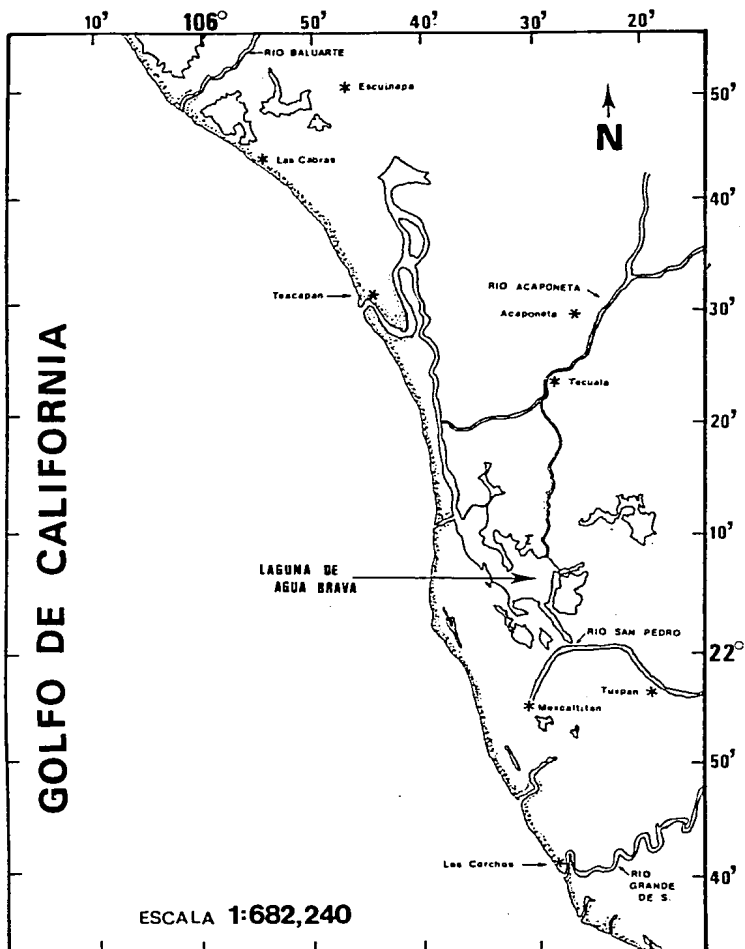 10'
106°
50'
40'
30'
20'
RIO BALUARTE
Escuinapa
50'
N
Las Cabras
40'
RIO ACAPONETA
Teacapan
Acaponeta
30'
Tecuala
20'
GOLFO DE CALIFORNIA
10'
LAGUNA DE
AGUA BRAVA
RIO SAN PEDRO
22°
Tuxpan
Mexcaltitan
50'
Los Corchos
40'
RIO
GRANDE
DE S.
ESCALA 1:682,240